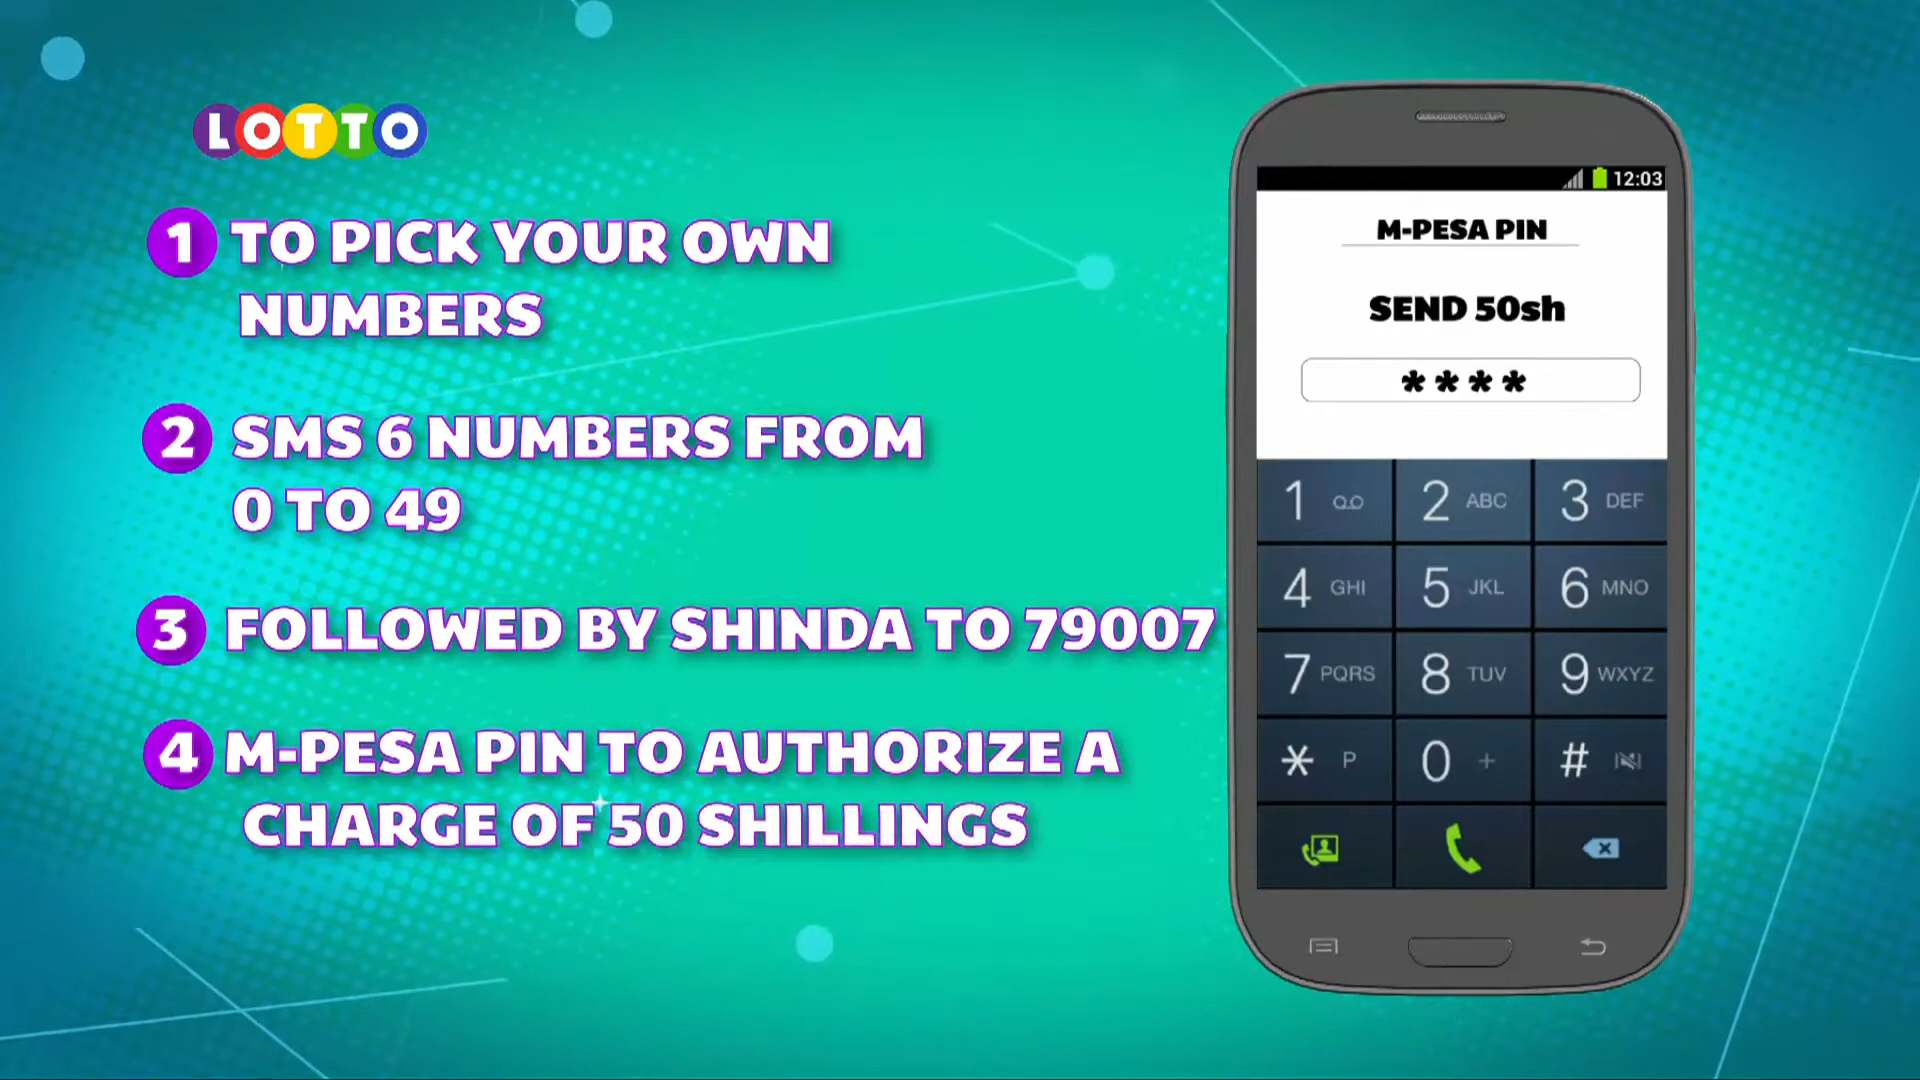 LOTTO
1 TO PICK YOUR OWN
NUMBERS
2 SMS 6 NUMBERS FROM
0 TO 49
3 FOLLOWED BY SHINDA TO 79007
4 M-PESA PIN TO AUTHORIZE A
CHARGE OF 50 SHILLINGS
12:03
M-PESA PIN
SEND 50sh
****
1 2 ABC 3 DEF
4 GHI 5 JKL 6 MNO
7 PQRS 8 TUV 9 WXYZ
* P 0 + #